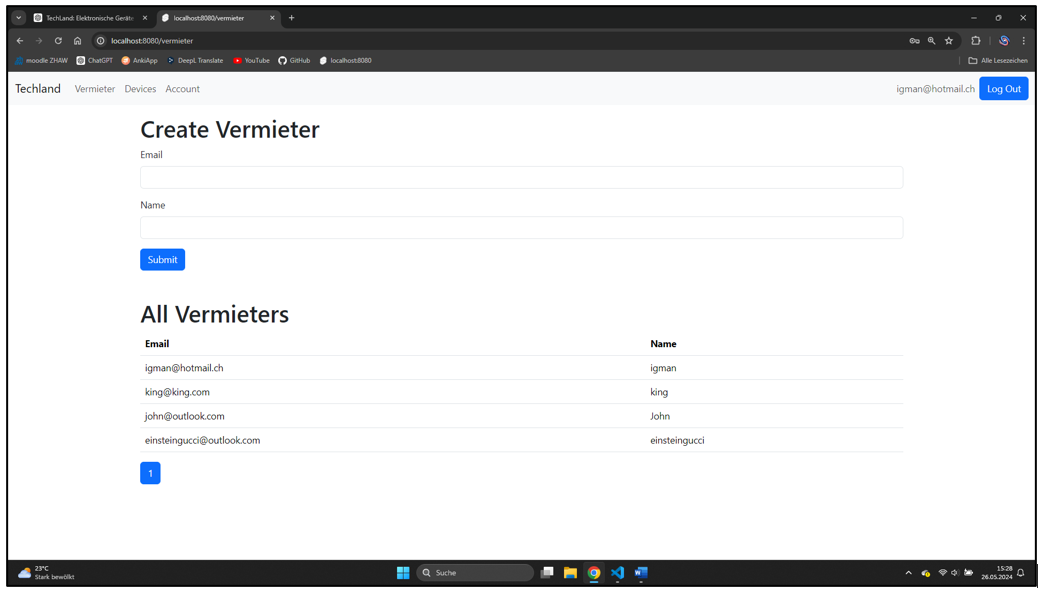 TechLand: Elektronische Geräte
localhost:8080/vermieter
localhost:8080/vermieter
moodle ZHAW ChatGPT AnkiApp DeepL Translate YouTube GitHub localhost:8080 Alle Lesezeichen
Techland Vermieter Devices Account igman@hotmail.ch Log Out
Create Vermieter
Email
Name
Submit
All Vermieters
Email Name
igman@hotmail.ch igman
king@king.com king
john@outlook.com John
einsteingucci@outlook.com einsteingucci
1
23°C
Stark bewölkt
Suche
15:28
26.05.2024